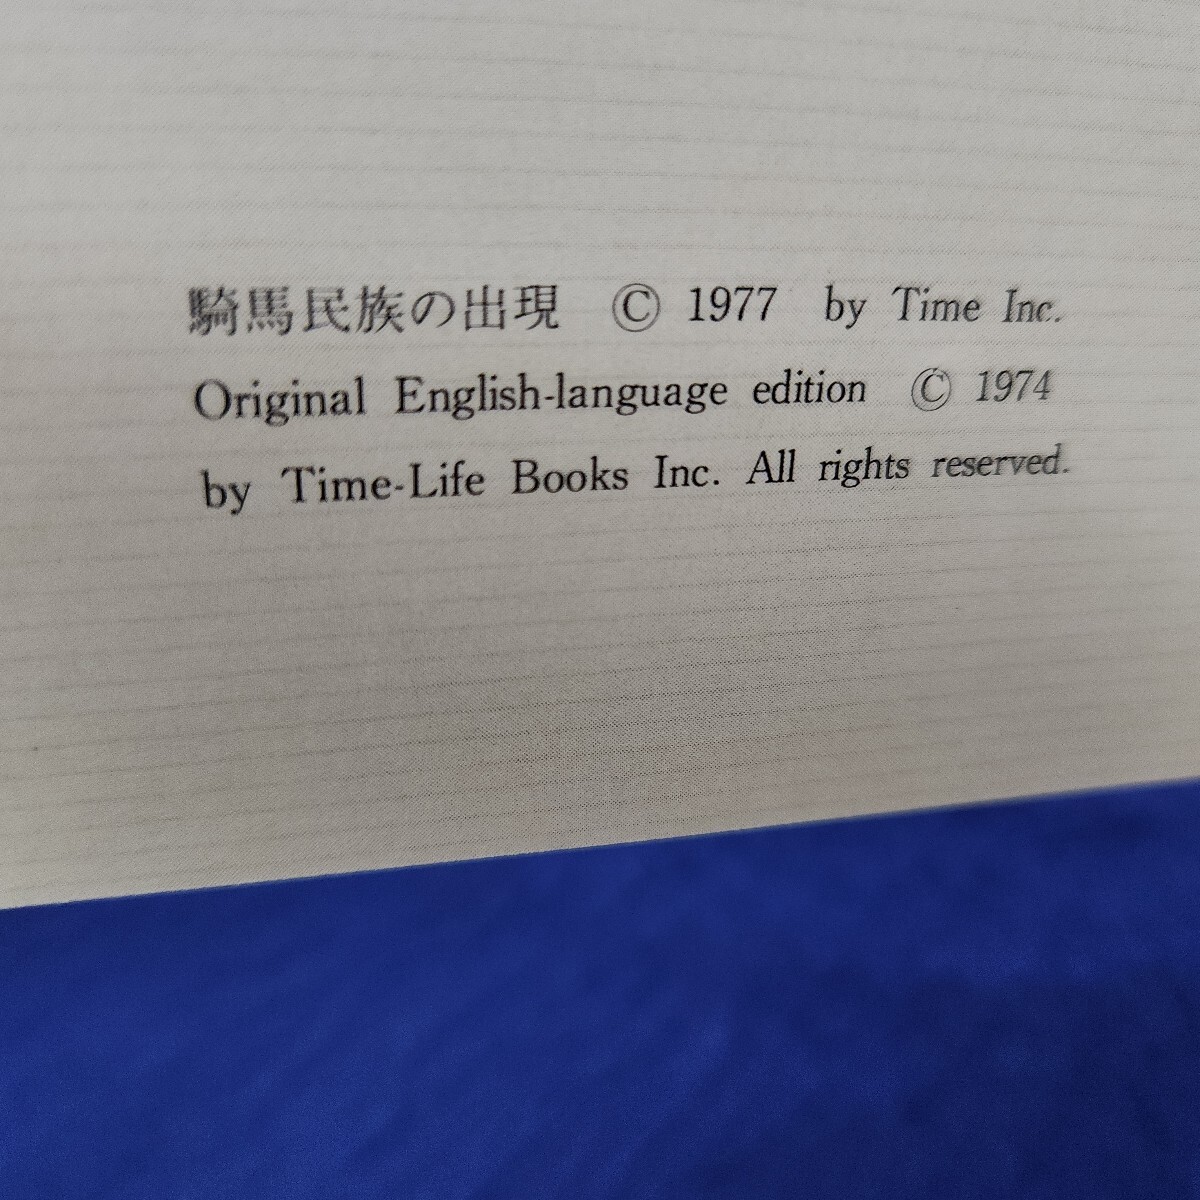 騎馬民族の出現 © 1977 by Time Inc.
Original English-language edition © 1974
by Time-Life Books Inc. All rights reserved.